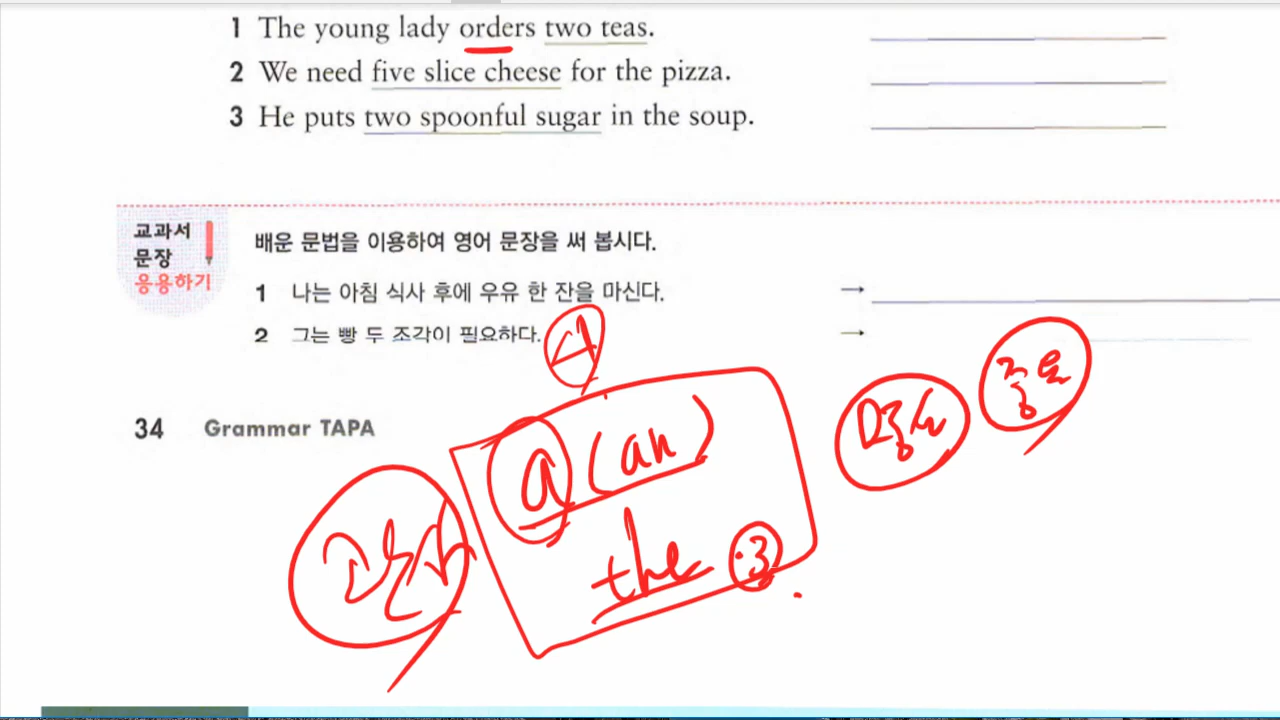 1 The young lady orders two teas.
2 We need five slice cheese for the pizza.
3 He puts two spoonful sugar in the soup.
교과서
문장
응용하기
배운 문법을 이용하여 영어 문장을 써 봅시다.
1 나는 아침 식사 후에 우유 한 잔을 마신다. →
2 그는 빵 두 조각이 필요하다. →
4
34 Grammar TAPA
a (an)
the 3
관사